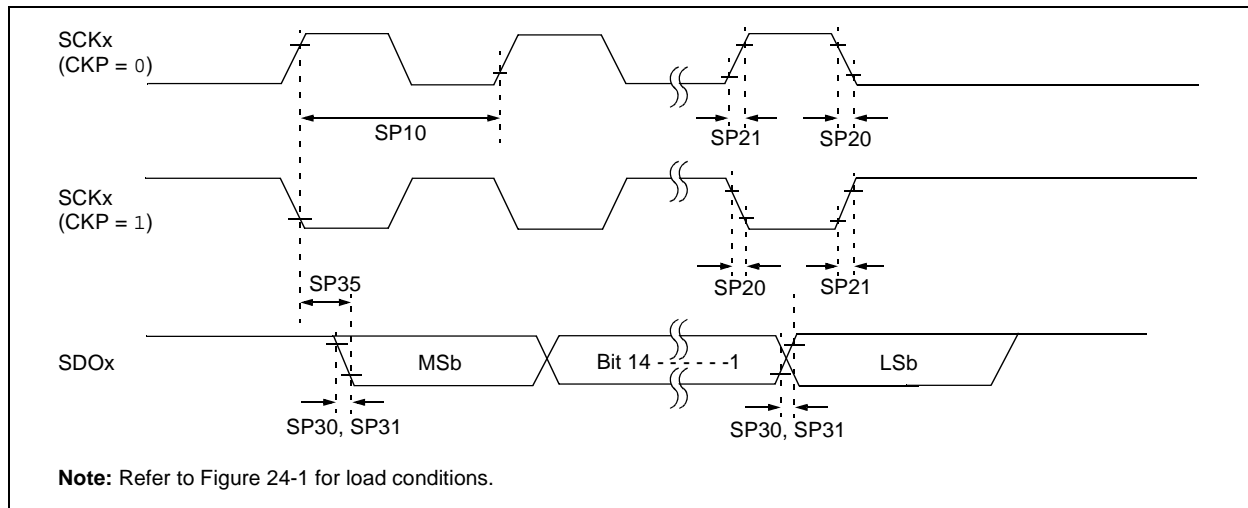 SCKx
(CKP = 0)
SP10
SP21
SP20
SCKx
(CKP = 1)
SP35
SP20
SP21
SDOx
MSb
Bit 14 - - - - - -1
LSb
SP30, SP31
SP30, SP31
Note: Refer to Figure 24-1 for load conditions.